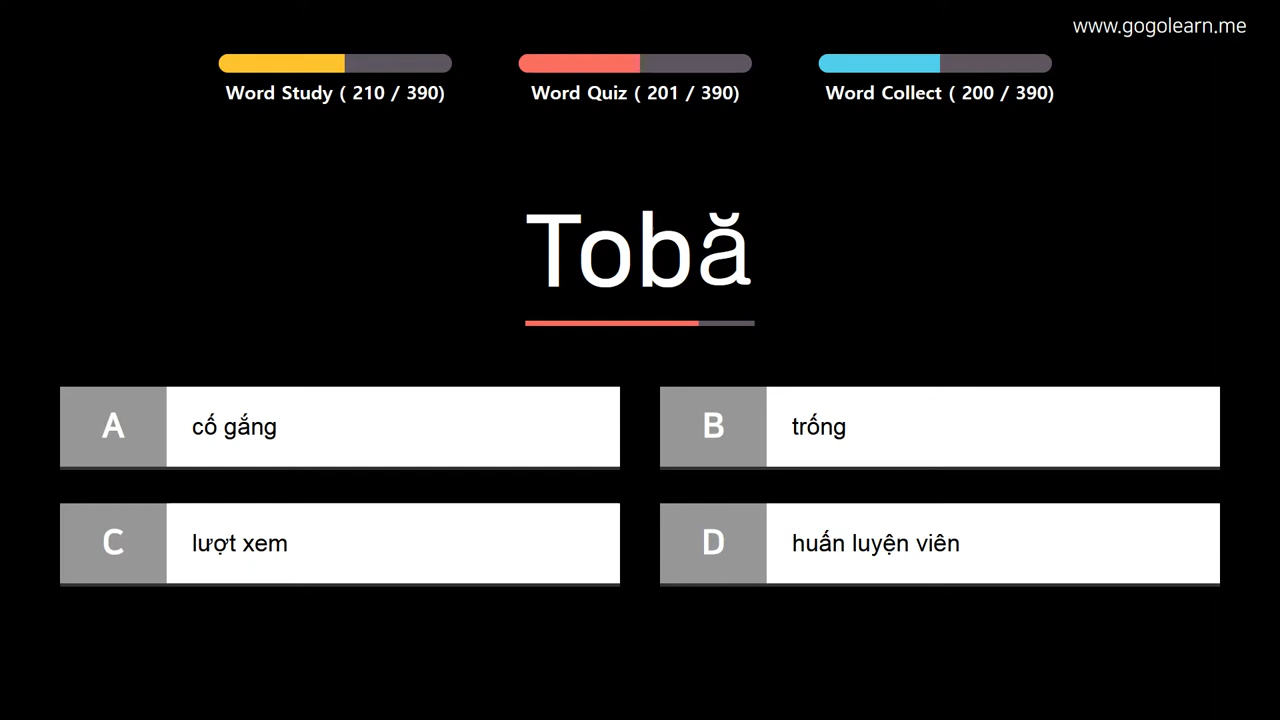 www.gogolearn.me
Word Study ( 210 / 390)
Word Quiz ( 201 / 390)
Word Collect ( 200 / 390)
Tobă
A cố gắng
B trống
C lượt xem
D huấn luyện viên